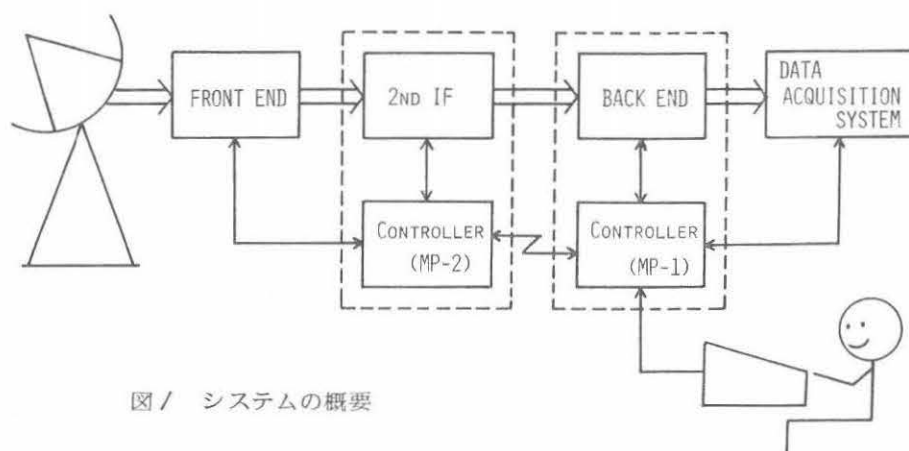 FRONT END
2ND IF
BACK END
DATA
ACQUISITION
SYSTEM
CONTROLLER
(MP-2)
CONTROLLER
(MP-1)
図1 システムの概要